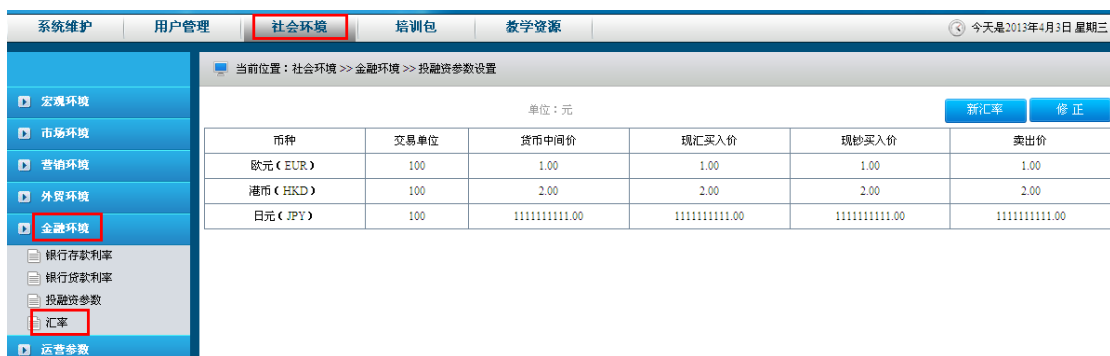 系统维护 用户管理 社会环境 培训包 教学资源 今天是2013年4月3日 星期三
当前位置：社会环境 >> 金融环境 >> 投融资参数设置
宏观环境
市场环境
营销环境
外贸环境
金融环境
银行存款利率
银行贷款利率
投融资参数
汇率
运营参数
单位：元 新汇率 修正
币种 交易单位 货币中间价 现汇买入价 现钞买入价 卖出价
欧元(EUR) 100 1.00 1.00 1.00 1.00
港币(HKD) 100 2.00 2.00 2.00 2.00
日元(JPY) 100 1111111111.00 1111111111.00 1111111111.00 1111111111.00